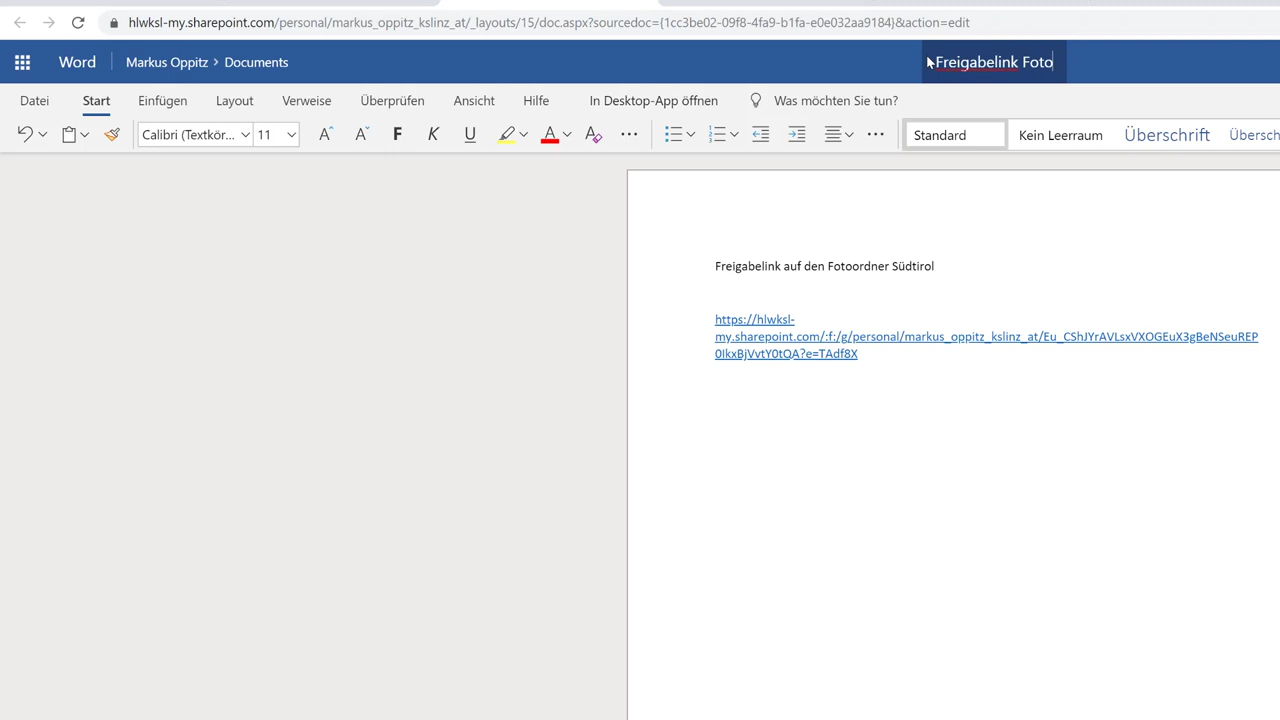 hlwksl-my.sharepoint.com/personal/markus_oppitz_kslinz_at/_layouts/15/doc.aspx?sourcedoc={1cc3be02-09f8-4fa9-b1fa-e0e032aa9184}&action=edit
Word Markus Oppitz > Documents Freigabelink Foto
Datei Start Einfügen Layout Verweise Überprüfen Ansicht Hilfe In Desktop-App öffnen Was möchten Sie tun?
Calibri (Textkör... 11 A A F K U A A ... Standard Kein Leerraum Überschrift Übersch
Freigabelink auf den Fotoordner Südtirol
https://hlwksl-
my.sharepoint.com/:f:/g/personal/markus_oppitz_kslinz_at/Eu_CShJYrAVLsxVXOGEuX3gBeNSeuREP
0IkxBjVvtY0tQA?e=TAdf8X